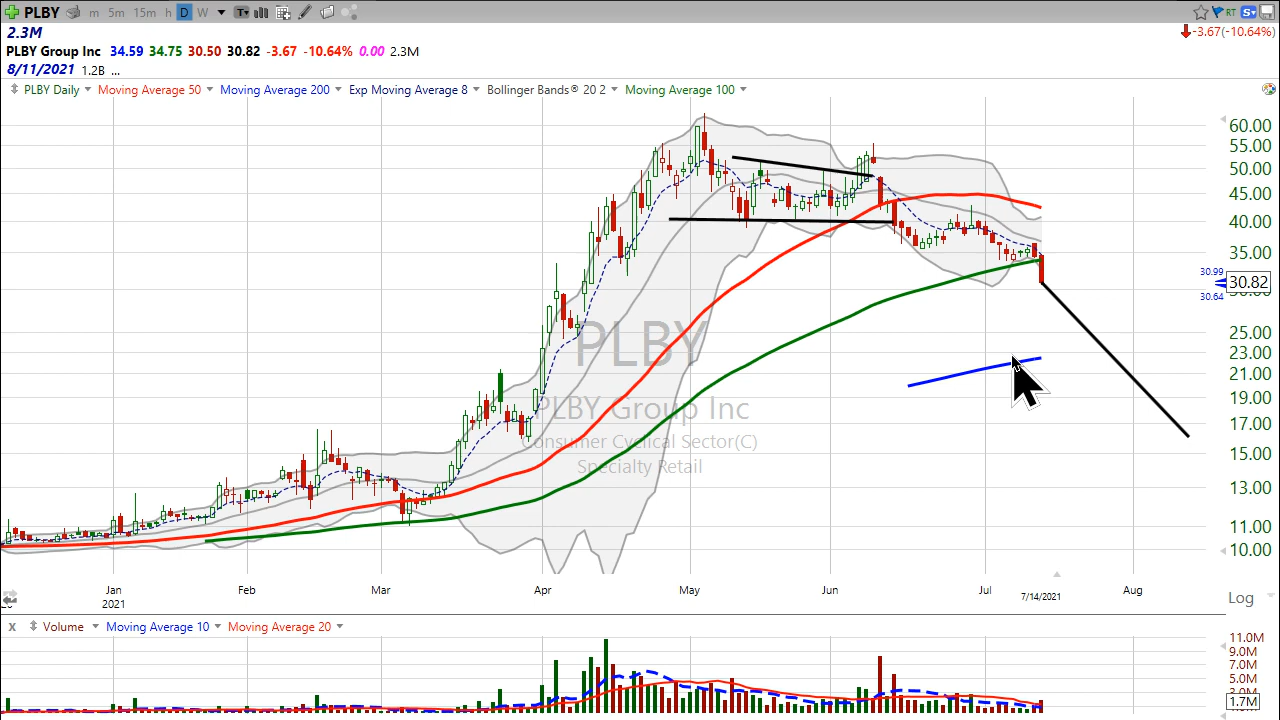 PLBY m 5m 15m h D W T RT S
2.3M -3.67(-10.64%)
PLBY Group Inc 34.59 34.75 30.50 30.82 -3.67 -10.64% 0.00 2.3M
8/11/2021 1.2B ...
PLBY Daily Moving Average 50 Moving Average 200 Exp Moving Average 8 Bollinger Bands® 20 2 Moving Average 100
60.00
55.00
50.00
45.00
40.00
35.00
30.99
30.82
30.64
25.00
23.00
21.00
19.00
17.00
15.00
13.00
11.00
10.00
PLBY
PLBY Group Inc
Consumer Cyclical Sector(C)
Specialty Retail
Jan Feb Mar Apr May Jun Jul Aug
2021 7/14/2021
Log
x Volume Moving Average 10 Moving Average 20
11.0M
9.0M
7.0M
5.0M
1.7M